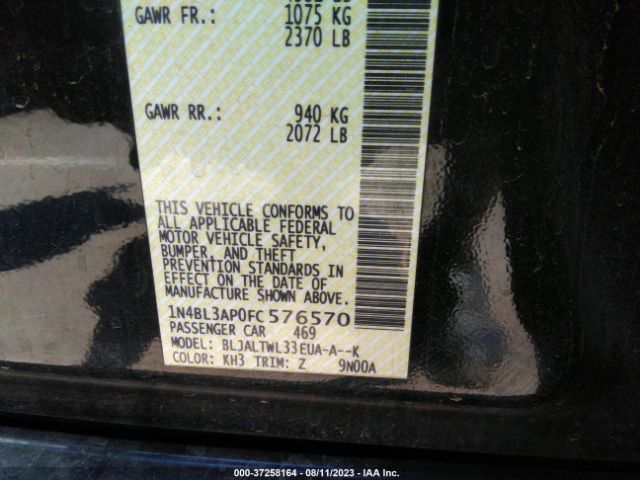 GAWR FR.: 1075 KG
2370 LB
GAWR RR.: 940 KG
2072 LB
THIS VEHICLE CONFORMS TO
ALL APPLICABLE FEDERAL
MOTOR VEHICLE SAFETY,
BUMPER, AND THEFT
PREVENTION STANDARDS IN
EFFECT ON THE DATE OF
MANUFACTURE SHOWN ABOVE.
1N4BL3AP0FC576570
PASSENGER CAR 469
MODEL: BLJALTWL33EUA-A--K
COLOR: KH3 TRIM: Z 9N00A
000-37258164 - 08/11/2023 - IAA Inc.